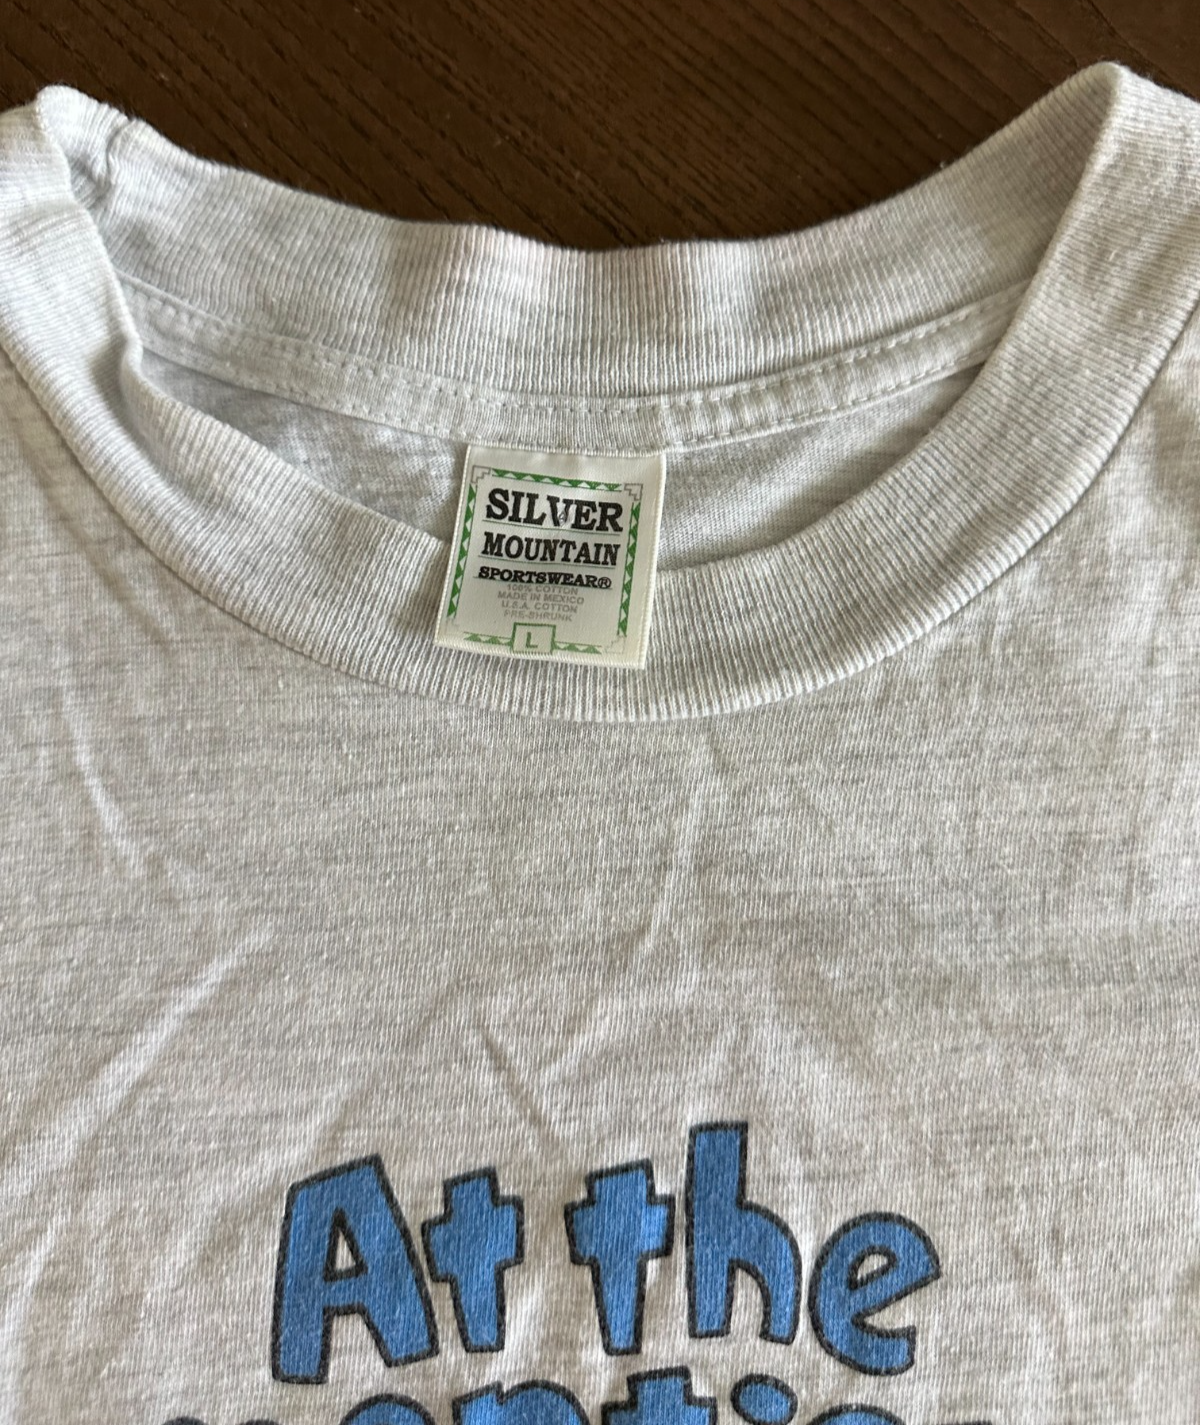 SILVER
MOUNTAIN
SPORTSWEAR®
100% COTTON
MADE IN MEXICO
U.S.A. COTTON
PRE-SHRUNK
L
At the